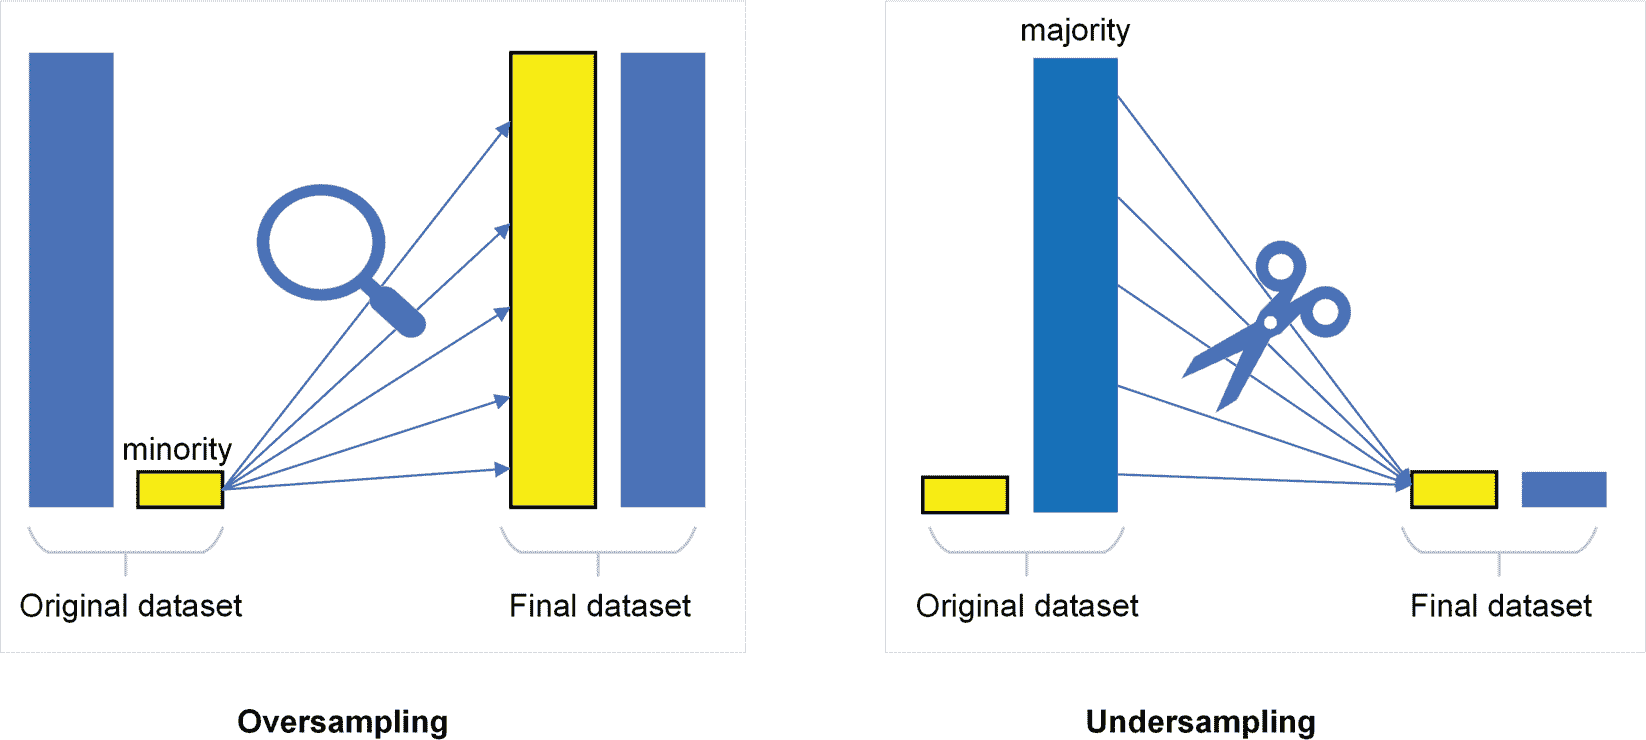 minority
Original dataset
Final dataset
Oversampling
majority
Original dataset
Final dataset
Undersampling